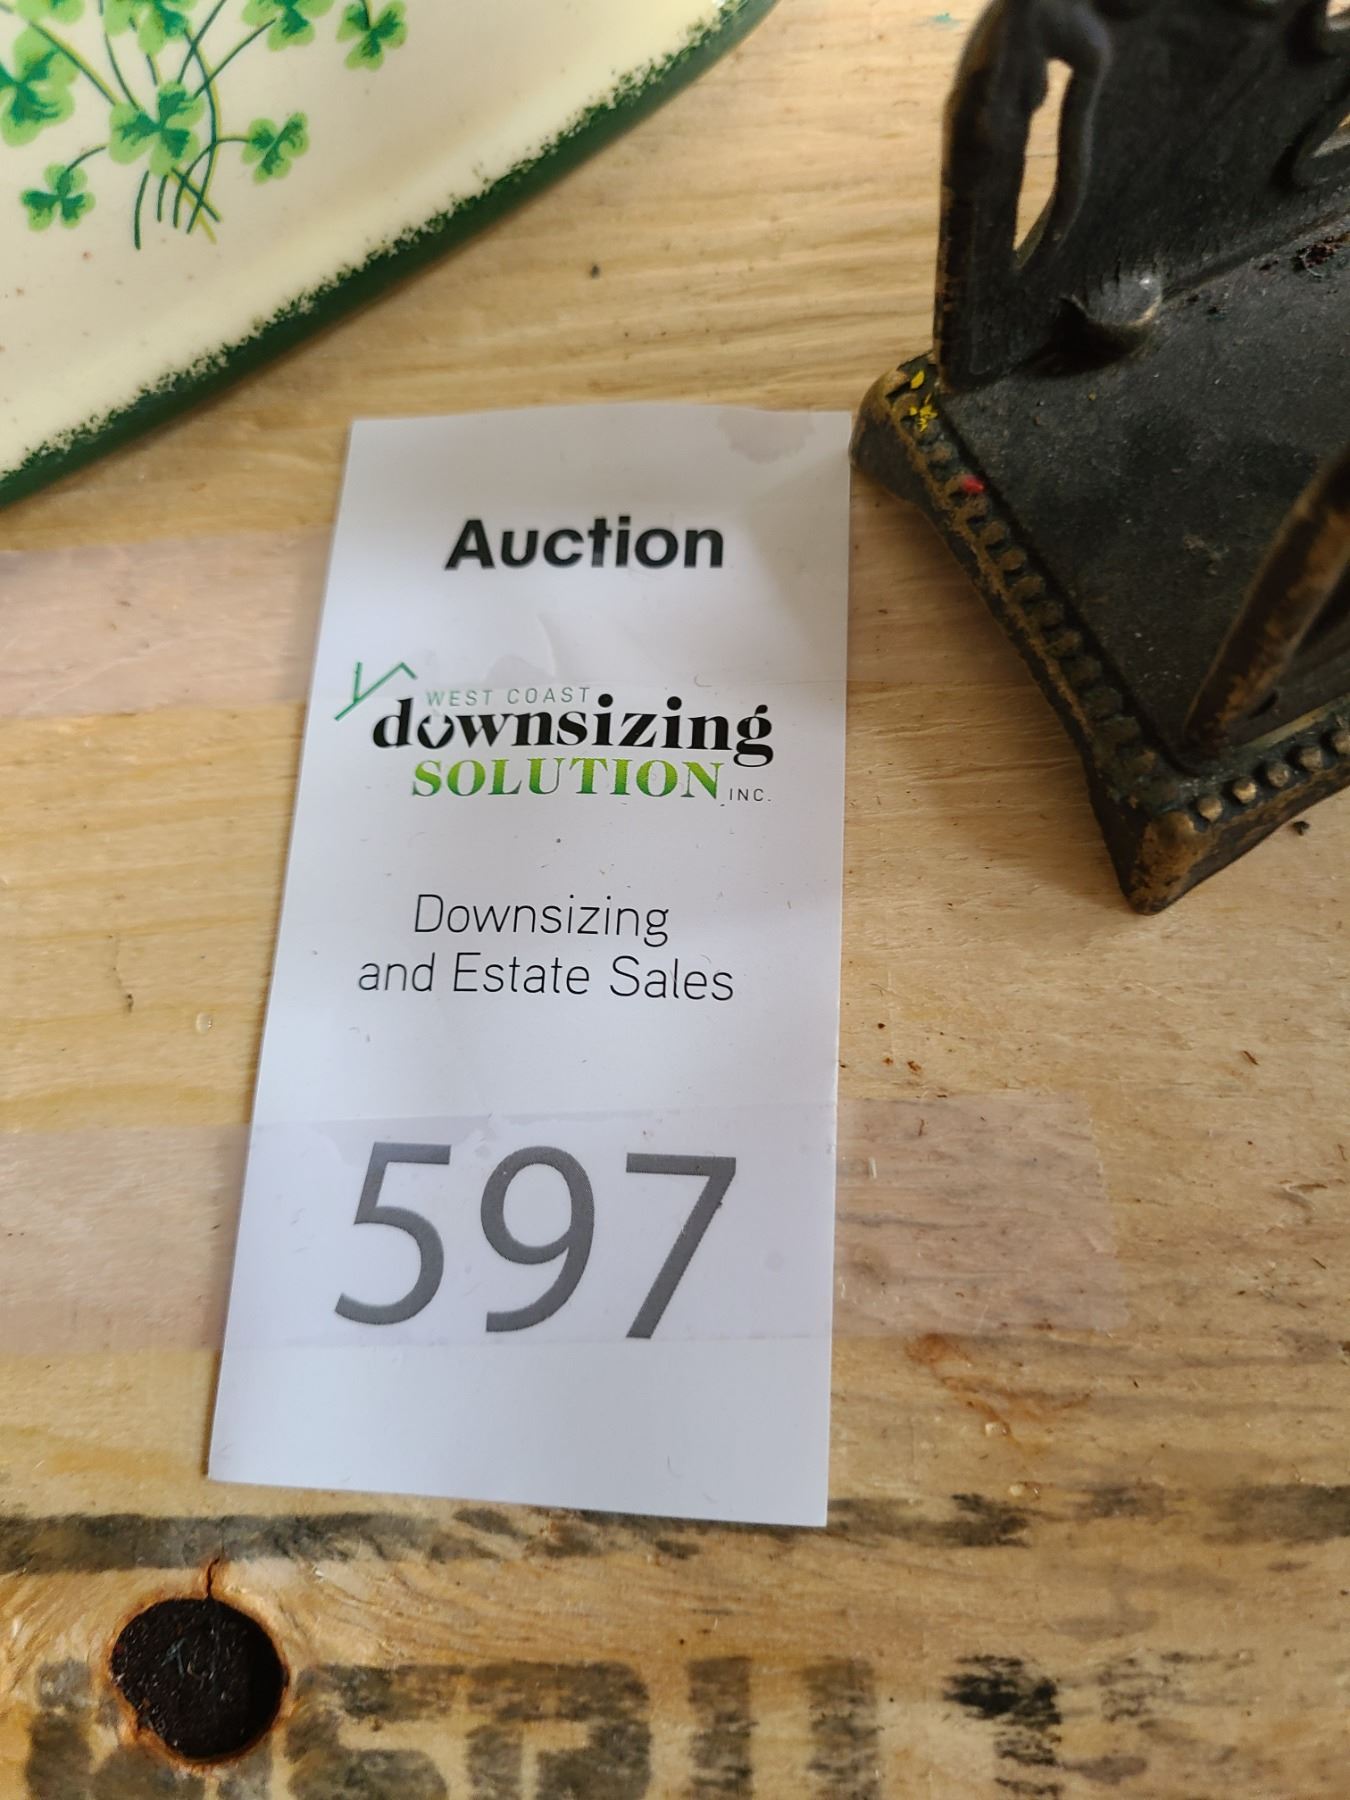 Auction
WEST COAST
downsizing
SOLUTION INC.
Downsizing
and Estate Sales
597